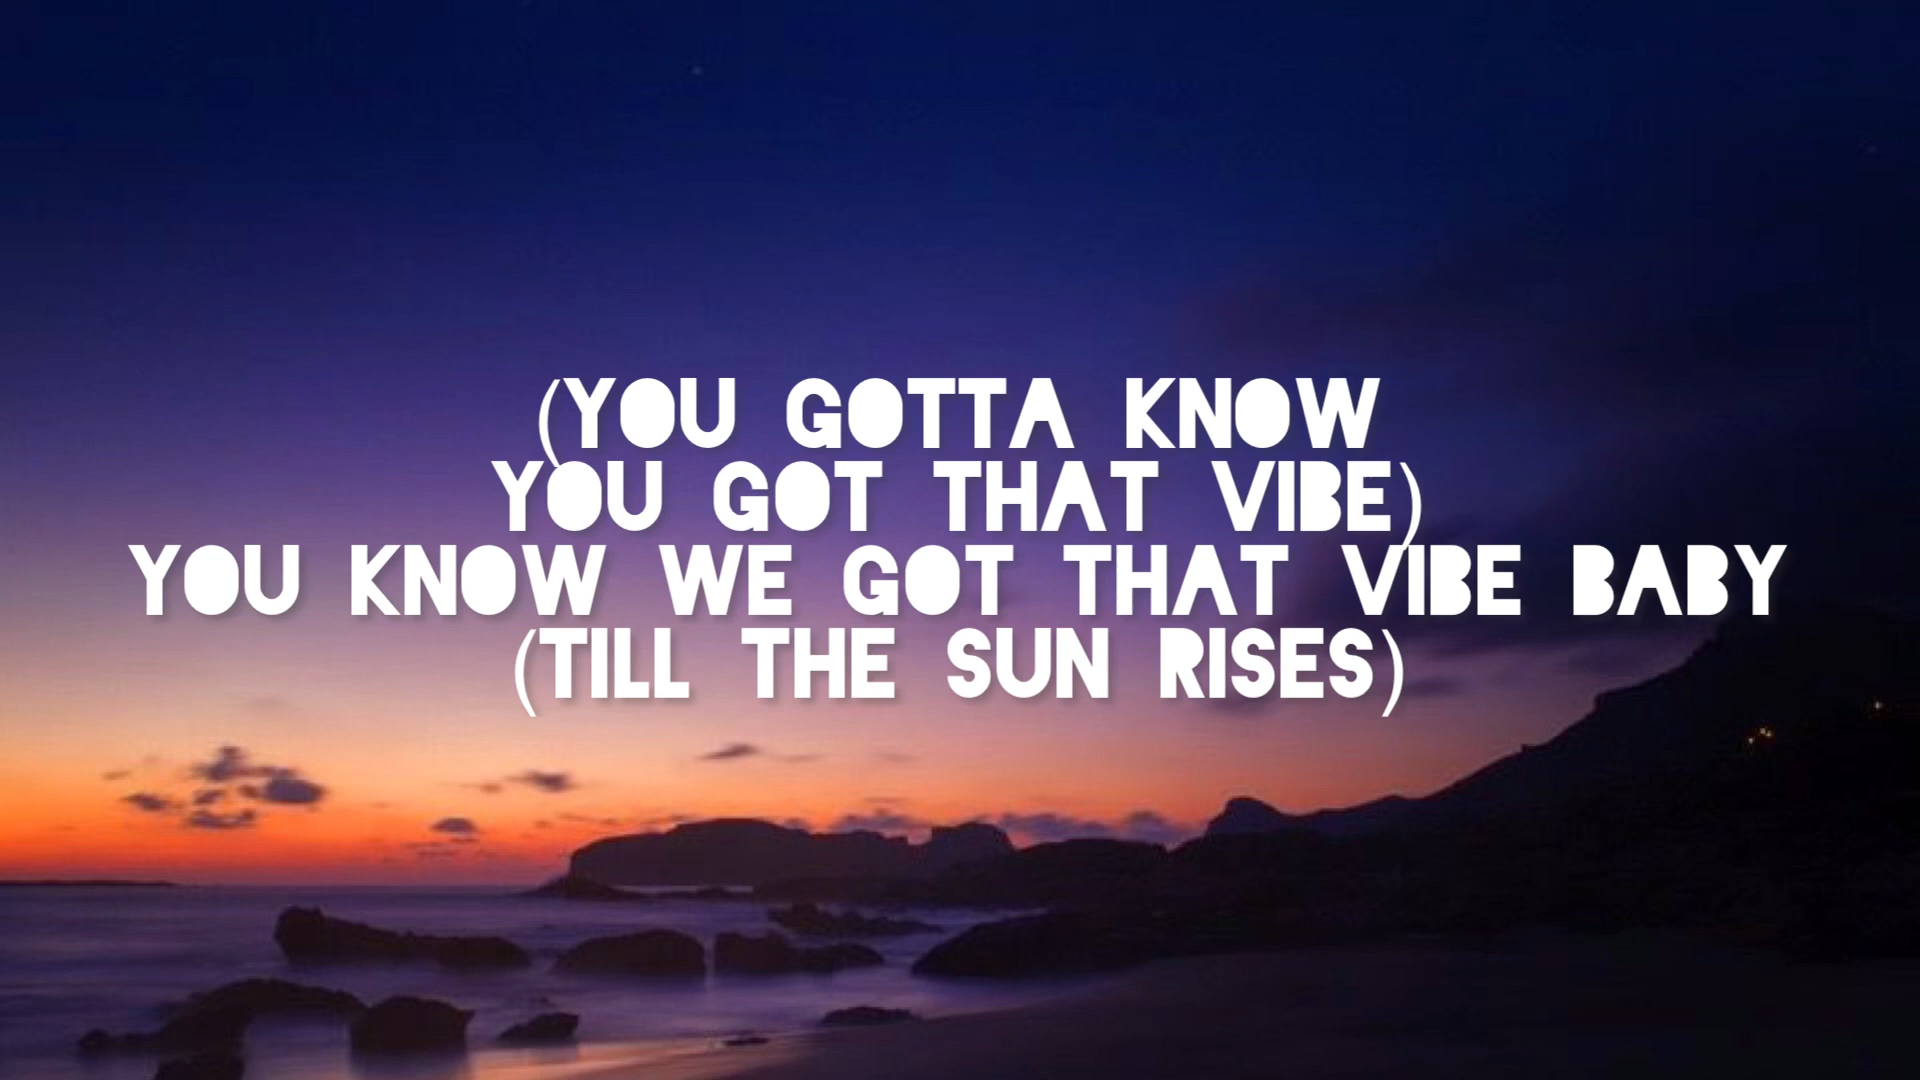 (YOU GOTTA KNOW
YOU GOT THAT VIBE)
YOU KNOW WE GOT THAT VIBE BABY
(TILL THE SUN RISES)